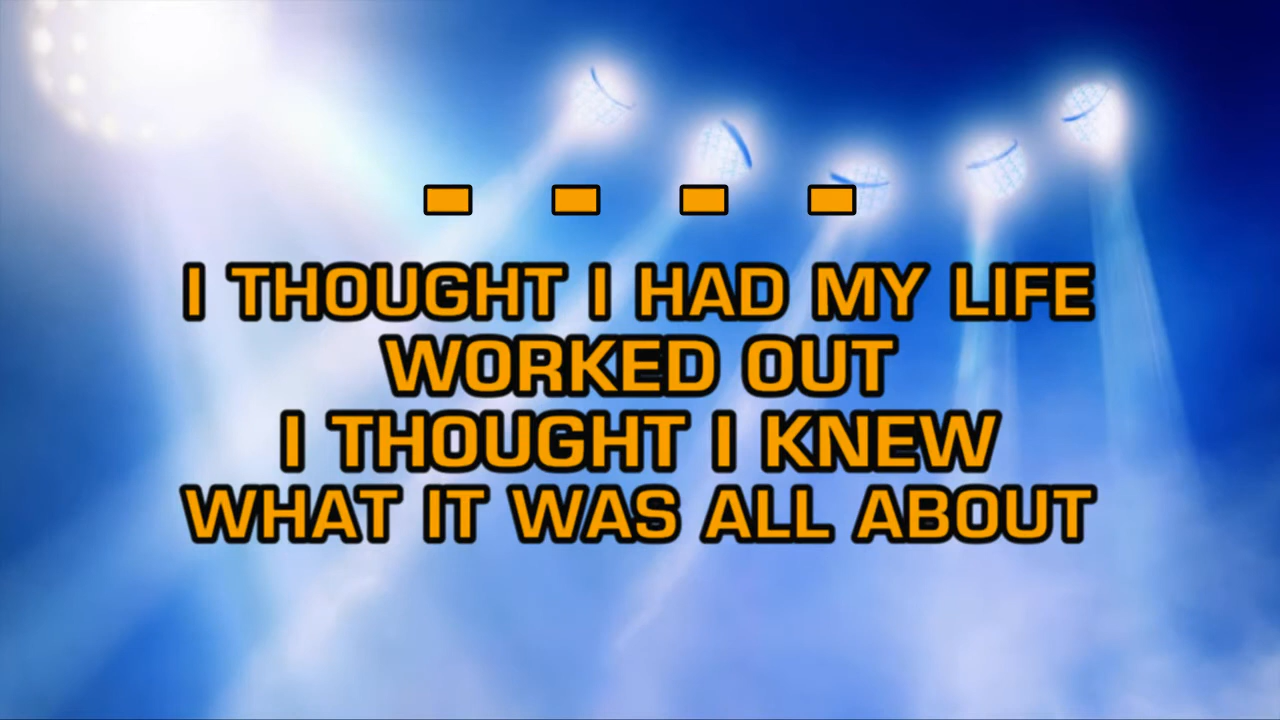 I THOUGHT I HAD MY LIFE
WORKED OUT
I THOUGHT I KNEW
WHAT IT WAS ALL ABOUT